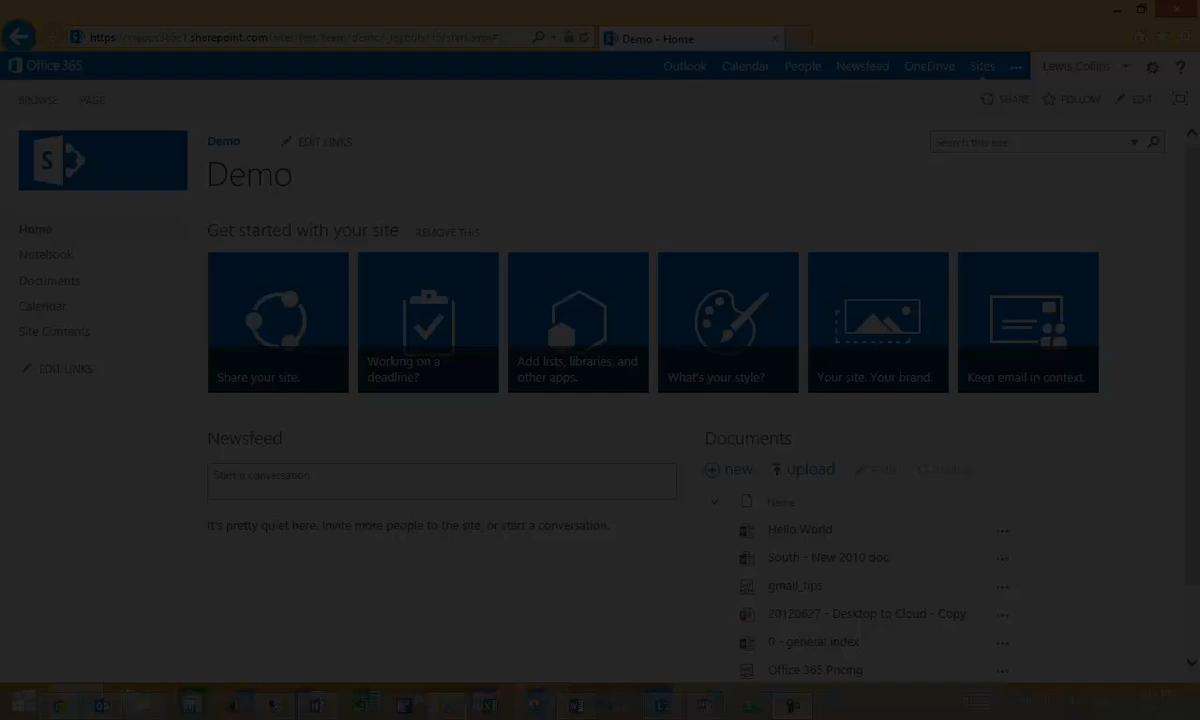 Demo - Home
Office 365
Outlook Calendar People Newsfeed OneDrive Sites ••• Lewis Collins
BROWSE PAGE
SHARE FOLLOW EDIT
Demo EDIT LINKS
Search this site
Demo
Home
Notebook
Documents
Calendar
Site Contents
EDIT LINKS
Get started with your site REMOVE THIS
Share your site.
Working on a
deadline?
Add lists, libraries, and
other apps.
What's your style?
Your site. Your brand.
Keep email in context.
Newsfeed
Start a conversation
It's pretty quiet here. Invite more people to the site, or start a conversation.
Documents
new upload
Name
Hello World
South - New 2010 doc
gmail_tips
20120627 - Desktop to Cloud - Copy
0 - general index
Office 365 Pricing